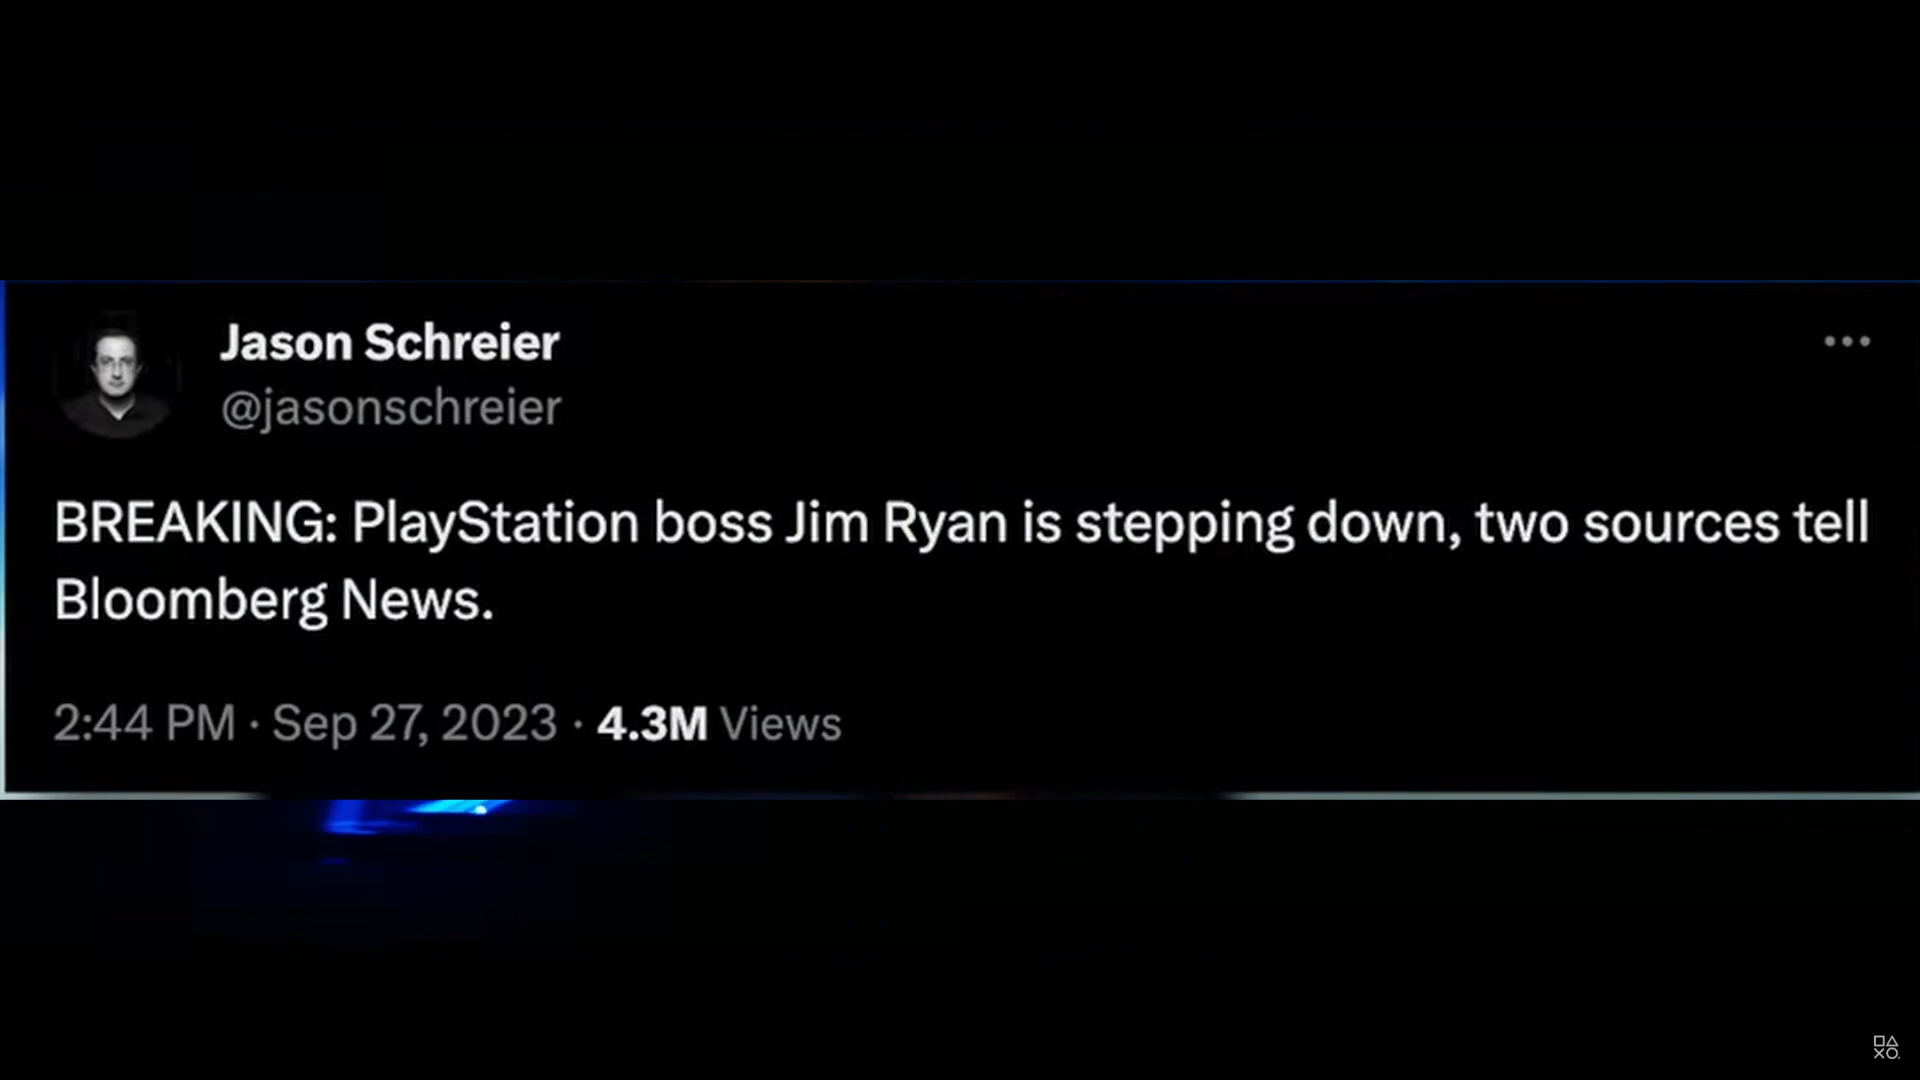 Jason Schreier
@jasonschreier
BREAKING: PlayStation boss Jim Ryan is stepping down, two sources tell
Bloomberg News.
2:44 PM · Sep 27, 2023 · 4.3M Views